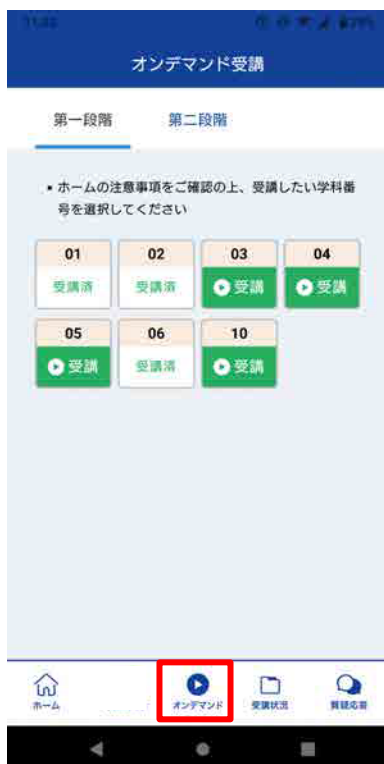 オンデマンド受講
第一段階 第二段階
• ホームの注意事項をご確認の上、受講したい学科番
号を選択してください
01 02 03 04
受講済 受講済 受講 受講
05 06 10
受講 受講済 受講
ホーム オンデマンド 受講状況 質疑応答